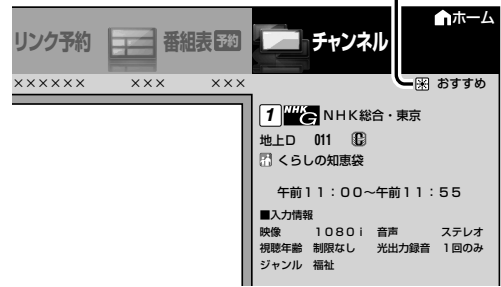 ホーム
リンク予約 番組表 予約 チャンネル
×××××× ××× ××× おすすめ
1 NHK G NHK総合・東京
地上D 011 C
くらしの知恵袋
午前11:00~午前11:55
■入力情報
映像 1080i 音声 ステレオ
視聴年齢 制限なし 光出力録音 1回のみ
ジャンル 福祉